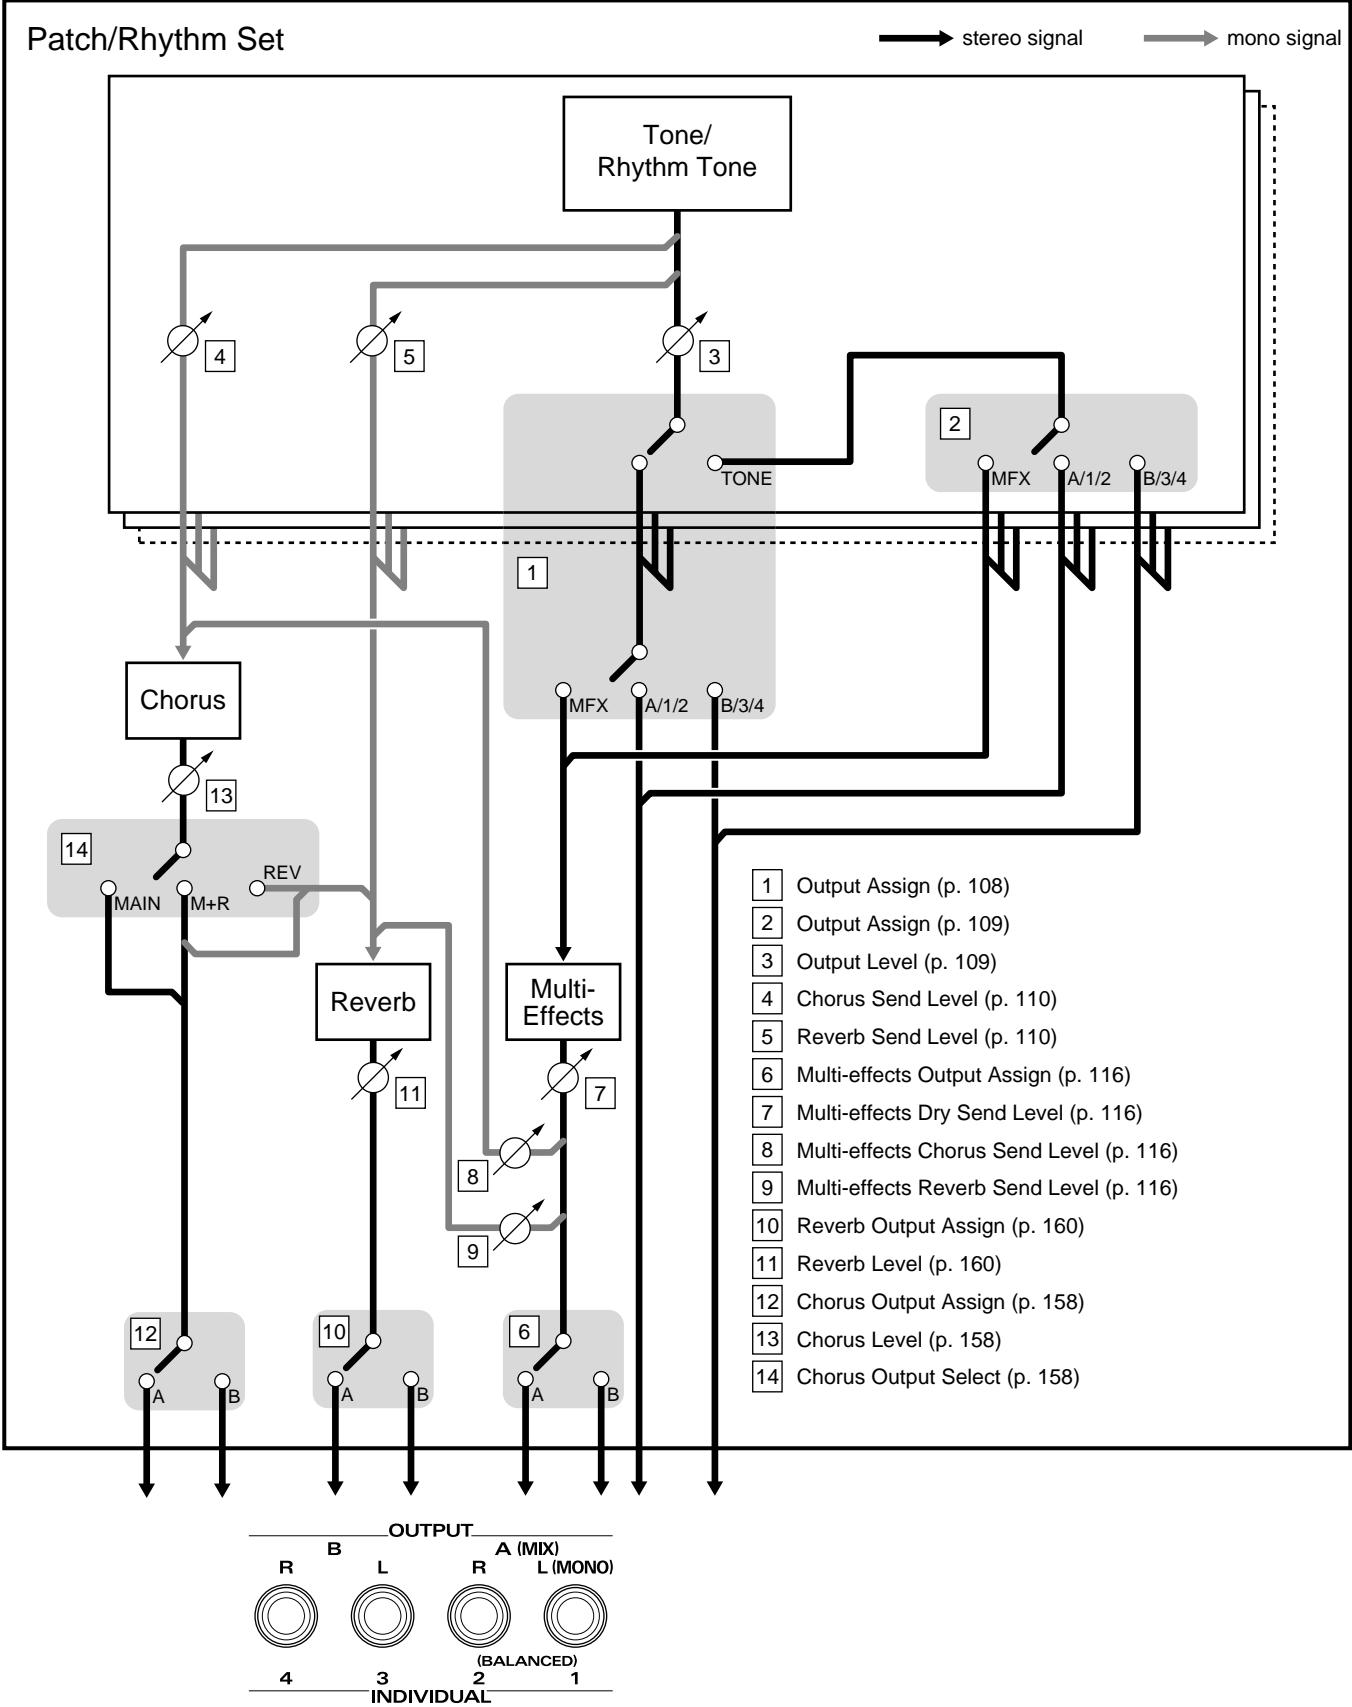 Patch/Rhythm Set
stereo signal
mono signal
Tone/
Rhythm Tone
4
5
3
2
TONE
MFX
A/1/2
B/3/4
1
MFX
A/1/2
B/3/4
Chorus
13
14
REV
MAIN
M+R
Reverb
Multi-
Effects
11
7
8
9
1 Output Assign (p. 108)
2 Output Assign (p. 109)
3 Output Level (p. 109)
4 Chorus Send Level (p. 110)
5 Reverb Send Level (p. 110)
6 Multi-effects Output Assign (p. 116)
7 Multi-effects Dry Send Level (p. 116)
8 Multi-effects Chorus Send Level (p. 116)
9 Multi-effects Reverb Send Level (p. 116)
10 Reverb Output Assign (p. 160)
11 Reverb Level (p. 160)
12 Chorus Output Assign (p. 158)
13 Chorus Level (p. 158)
14 Chorus Output Select (p. 158)
12
A
B
10
A
B
6
A
B
OUTPUT
B
A (MIX)
R
L
R
L (MONO)
(BALANCED)
4
3
2
1
INDIVIDUAL